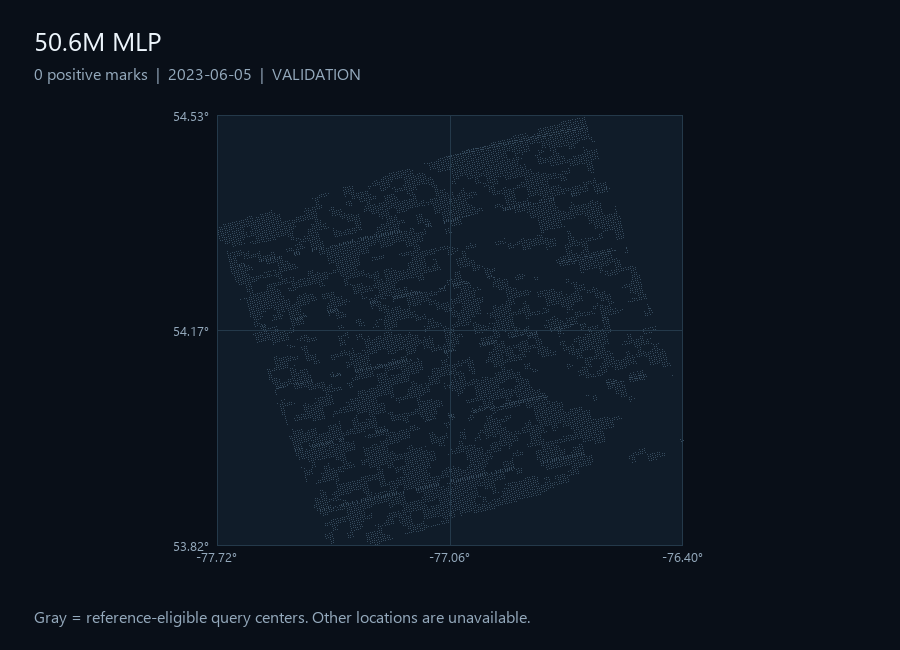 50.6M MLP
0 positive marks | 2023-06-05 | VALIDATION
54.53°
54.17°
53.82°
-77.72°
-77.06°
-76.40°
Gray = reference-eligible query centers. Other locations are unavailable.